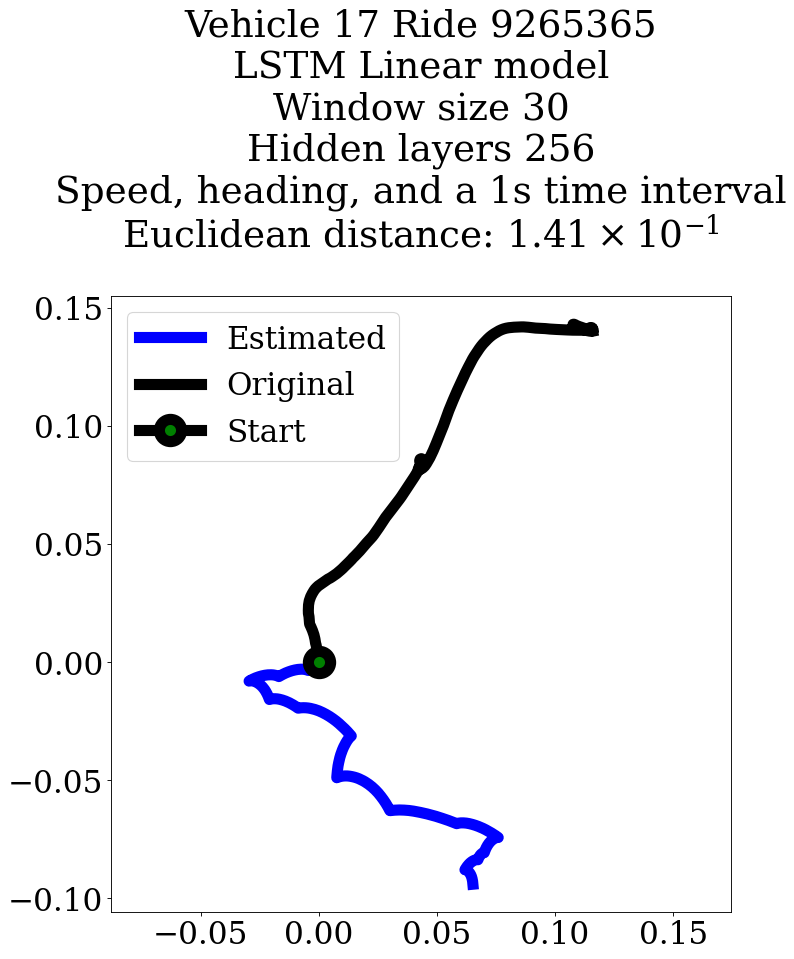 Vehicle 17 Ride 9265365
LSTM Linear model
Window size 30
Hidden layers 256
Speed, heading, and a 1s time interval
Euclidean distance: 1.41 × 10⁻¹
0.15
0.10
0.05
0.00
−0.05
−0.10
Estimated
Original
Start
−0.05 0.00 0.05 0.10 0.15